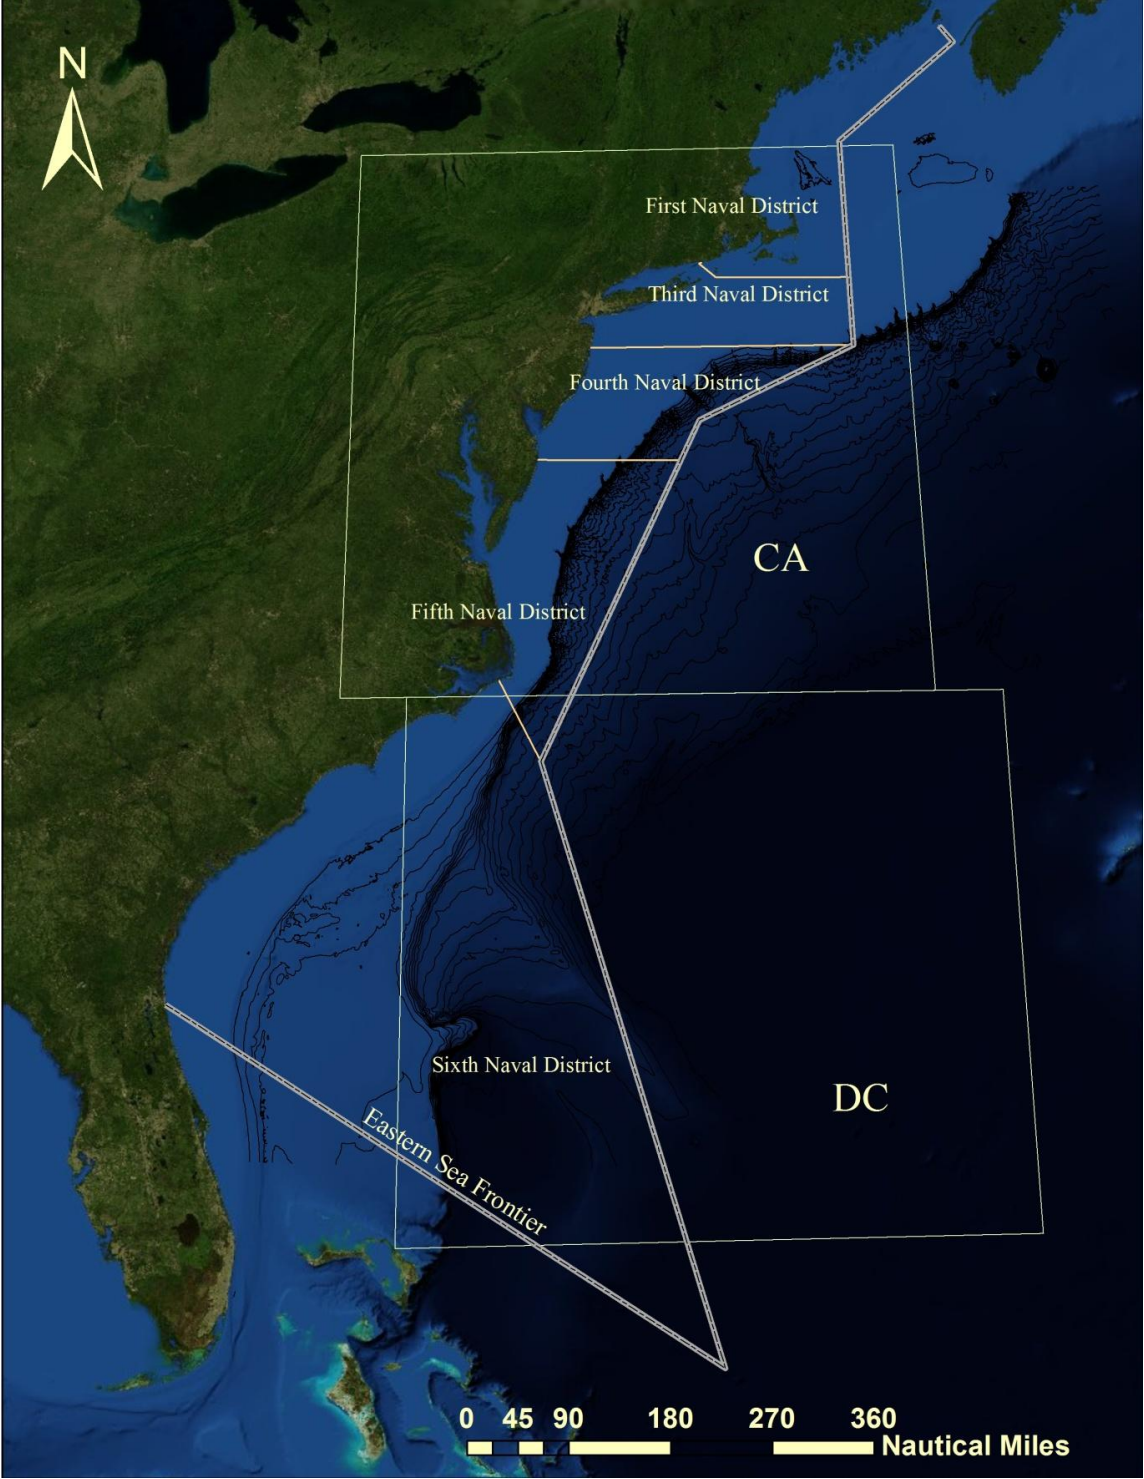 N
First Naval District
Third Naval District
Fourth Naval District
CA
Fifth Naval District
Sixth Naval District
DC
Eastern Sea Frontier
0 45 90 180 270 360
Nautical Miles